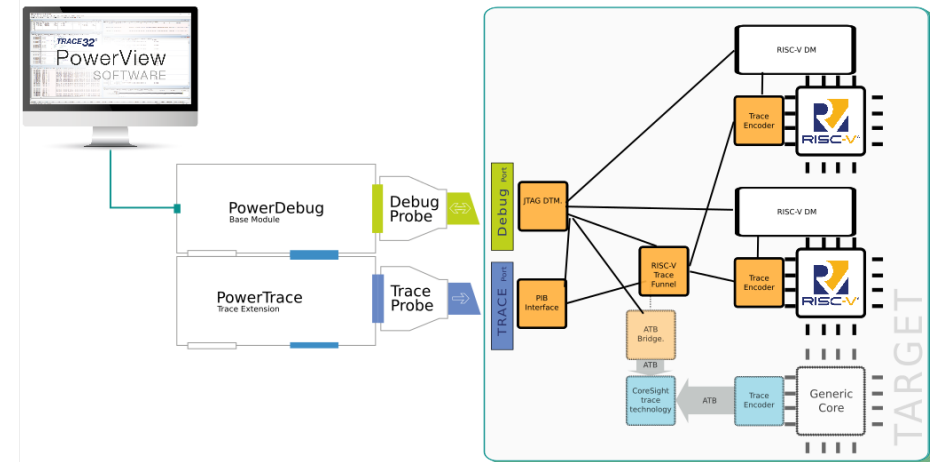 TRACE32®
PowerView
SOFTWARE
PowerDebug
Base Module
Debug
Probe
PowerTrace
Trace Extension
Trace
Probe
Debug Port
TRACE Port
JTAG DTM.
PIB
Interface
RISC-V
Trace
Funnel
ATB
Bridge.
ATB
CoreSight
trace
technology
ATB
RISC-V DM
Trace
Encoder
RISC-V
RISC-V DM
Trace
Encoder
RISC-V
Trace
Encoder
Generic
Core
TARGET